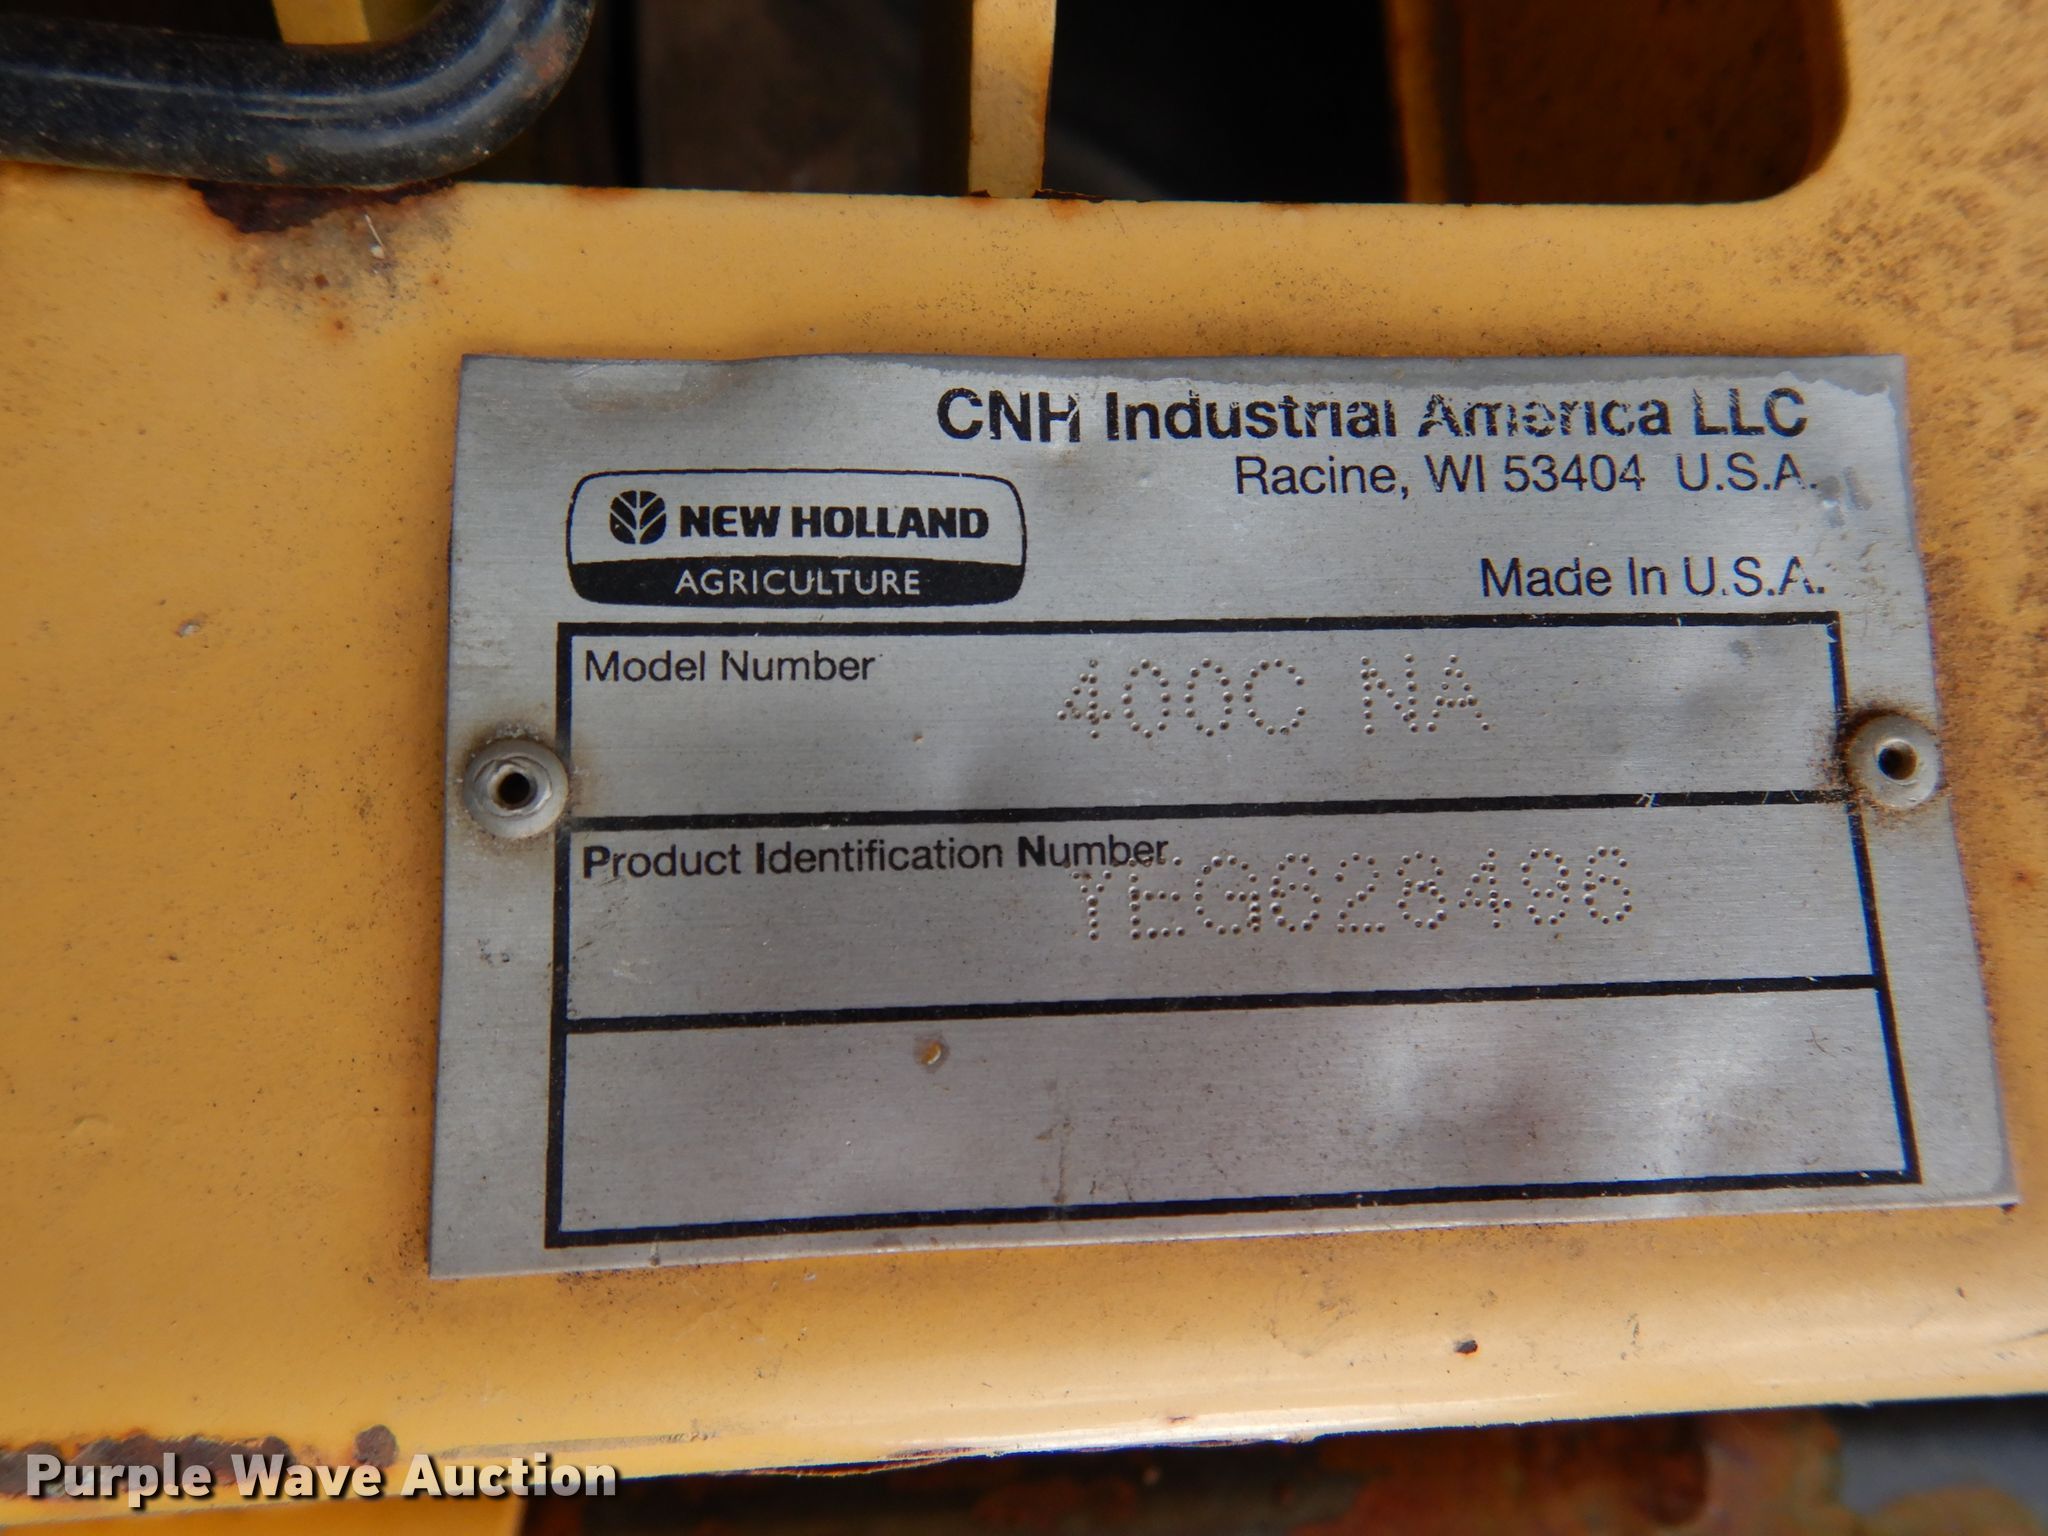 CNH Industrial America LLC
Racine, WI 53404 U.S.A.
NEW HOLLAND
AGRICULTURE
Made In U.S.A.
Model Number 400C NA
Product Identification Number
YEG628496
Purple Wave Auction